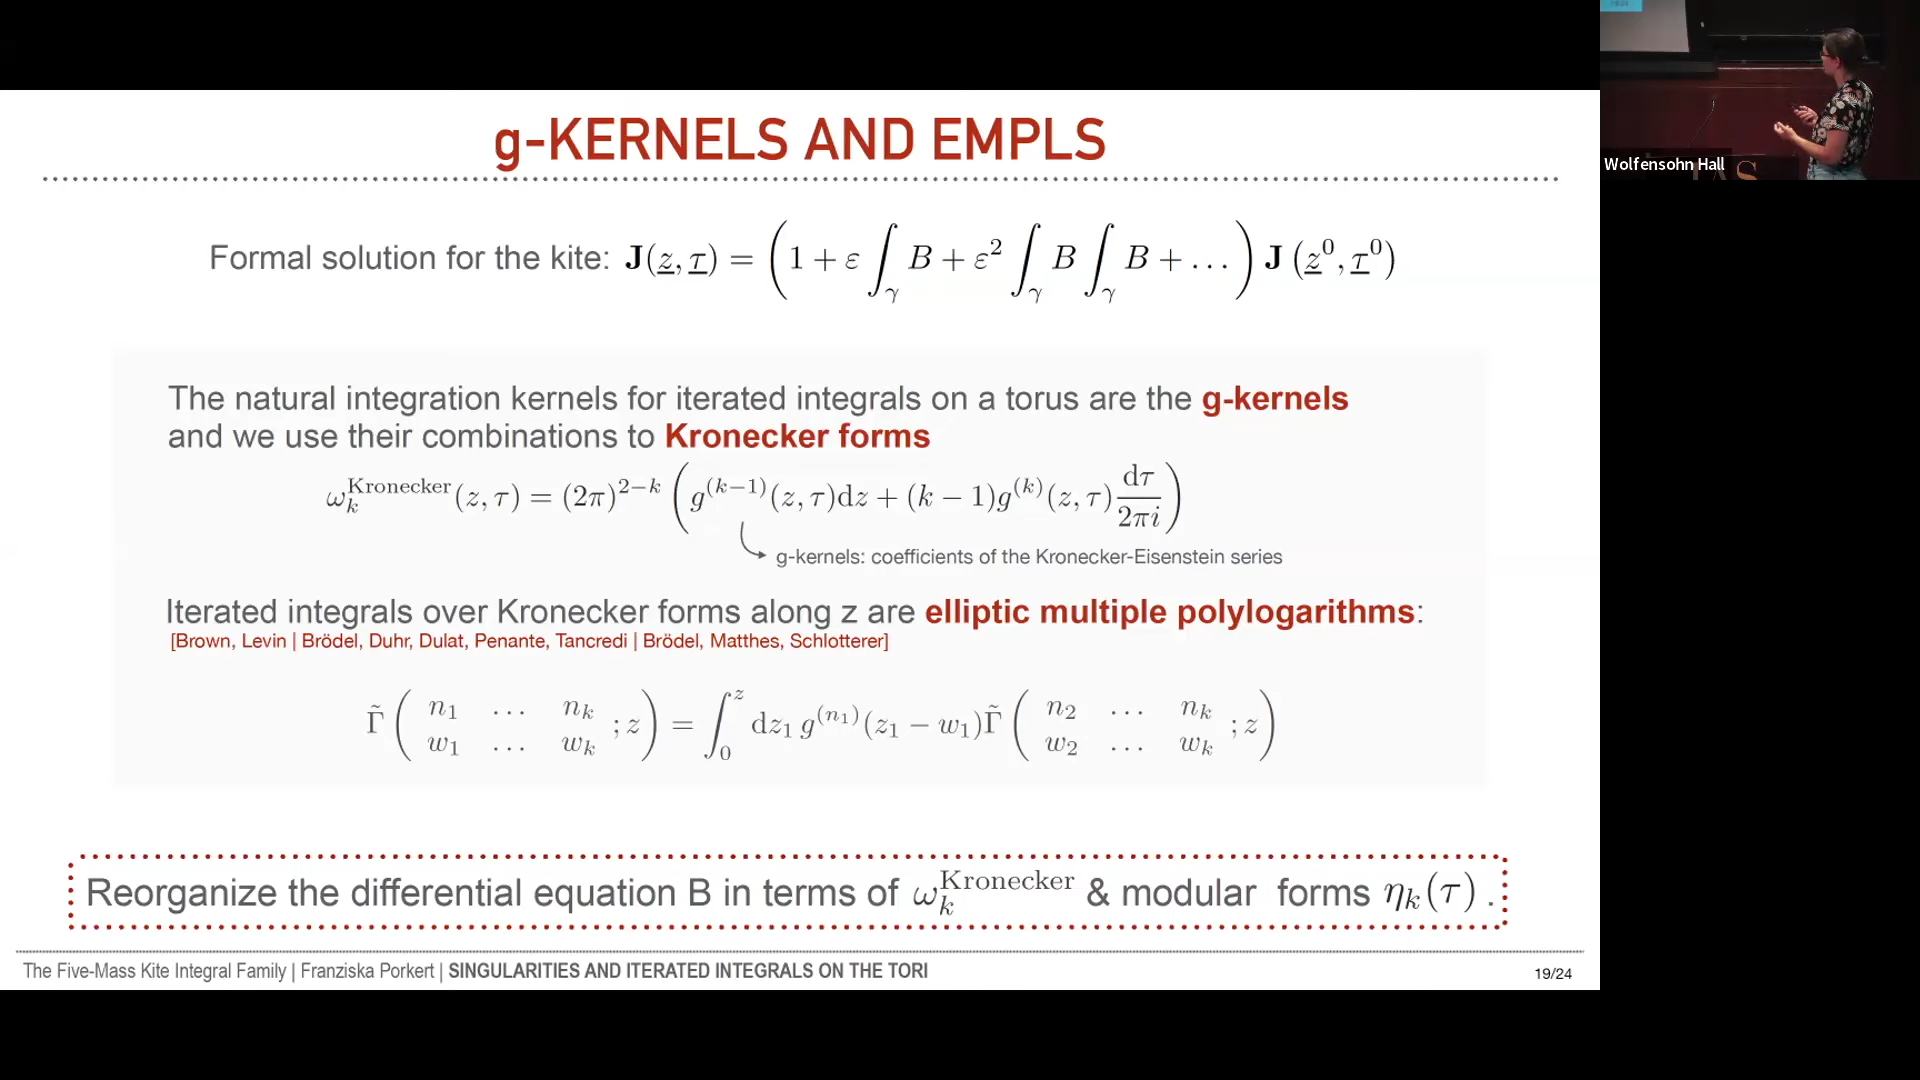 g-KERNELS AND EMPLS
Formal solution for the kite: J(z, τ) = (1 + ε ∫_γ B + ε² ∫_γ B ∫_γ B + …) J (z⁰, τ⁰)
The natural integration kernels for iterated integrals on a torus are the g-kernels
and we use their combinations to Kronecker forms
ω_k^Kronecker(z, τ) = (2π)^{2−k} (g^{(k−1)}(z, τ)dz + (k − 1)g^{(k)}(z, τ) dτ/2πi)
g-kernels: coefficients of the Kronecker-Eisenstein series
Iterated integrals over Kronecker forms along z are elliptic multiple polylogarithms:
[Brown, Levin | Brödel, Duhr, Dulat, Penante, Tancredi | Brödel, Matthes, Schlotterer]
Γ̃ (n₁ … n_k ; z) = ∫₀^z dz₁ g^{(n₁)}(z₁ − w₁)Γ̃ (n₂ … n_k ; z)
w₁ … w_k w₂ … w_k
Reorganize the differential equation B in terms of ω_k^Kronecker & modular forms η_k(τ) .
The Five-Mass Kite Integral Family | Franziska Porkert | SINGULARITIES AND ITERATED INTEGRALS ON THE TORI
19/24
Wolfensohn Hall